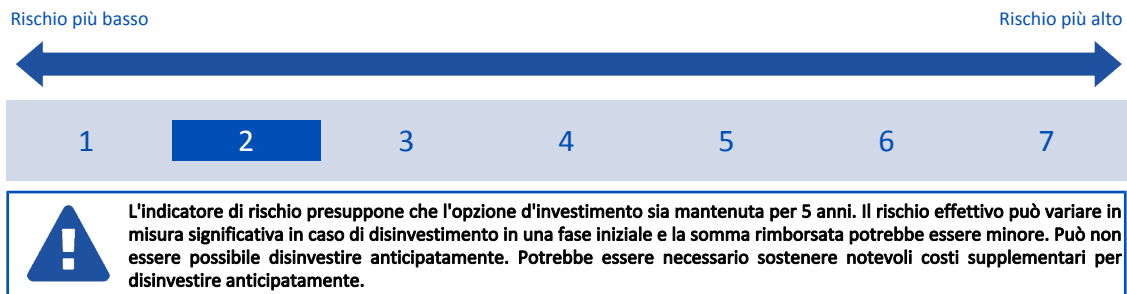 Rischio più basso Rischio più alto
1 2 3 4 5 6 7
L'indicatore di rischio presuppone che l'opzione d'investimento sia mantenuta per 5 anni. Il rischio effettivo può variare in
misura significativa in caso di disinvestimento in una fase iniziale e la somma rimborsata potrebbe essere minore. Può non
essere possibile disinvestire anticipatamente. Potrebbe essere necessario sostenere notevoli costi supplementari per
disinvestire anticipatamente.